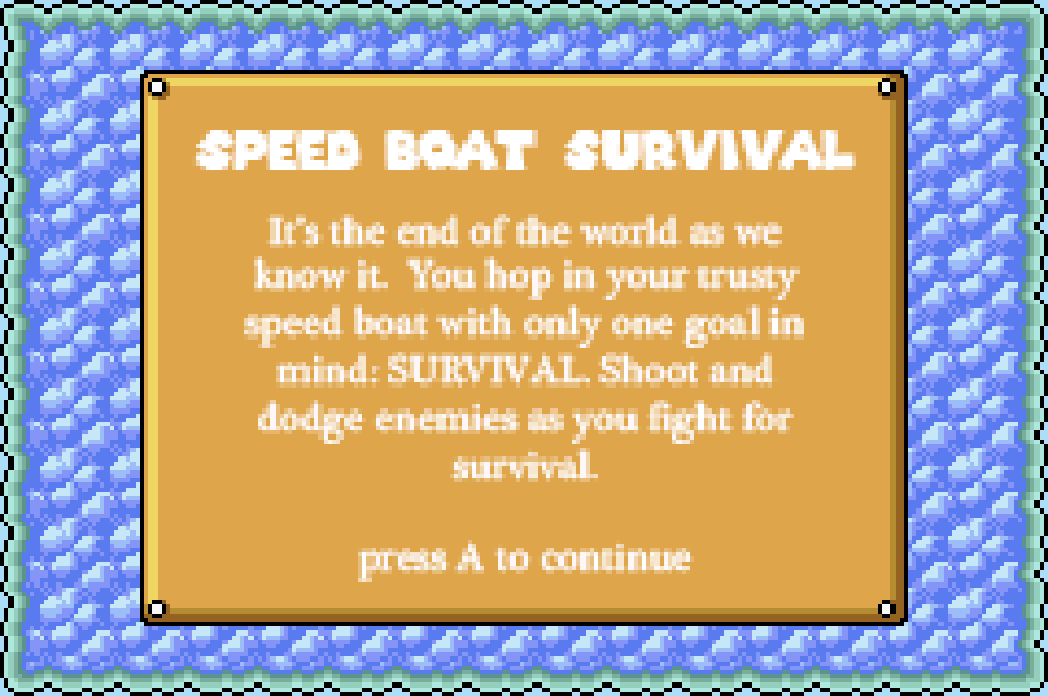 SPEED BOAT SURVIVAL
It's the end of the world as we
know it. You hop in your trusty
speed boat with only one goal in
mind: SURVIVAL. Shoot and
dodge enemies as you fight for
survival.
press A to continue